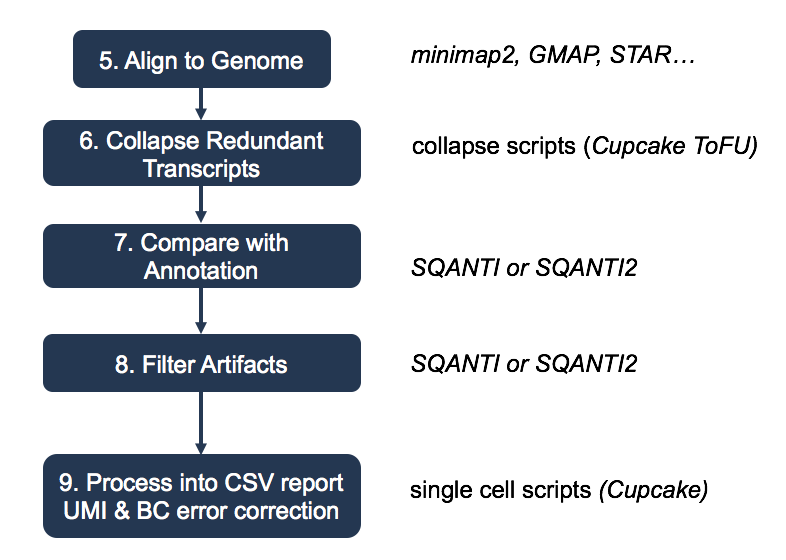 5. Align to Genome
minimap2, GMAP, STAR…
6. Collapse Redundant
Transcripts
collapse scripts (Cupcake ToFU)
7. Compare with
Annotation
SQANTI or SQANTI2
8. Filter Artifacts
SQANTI or SQANTI2
9. Process into CSV report
UMI & BC error correction
single cell scripts (Cupcake)